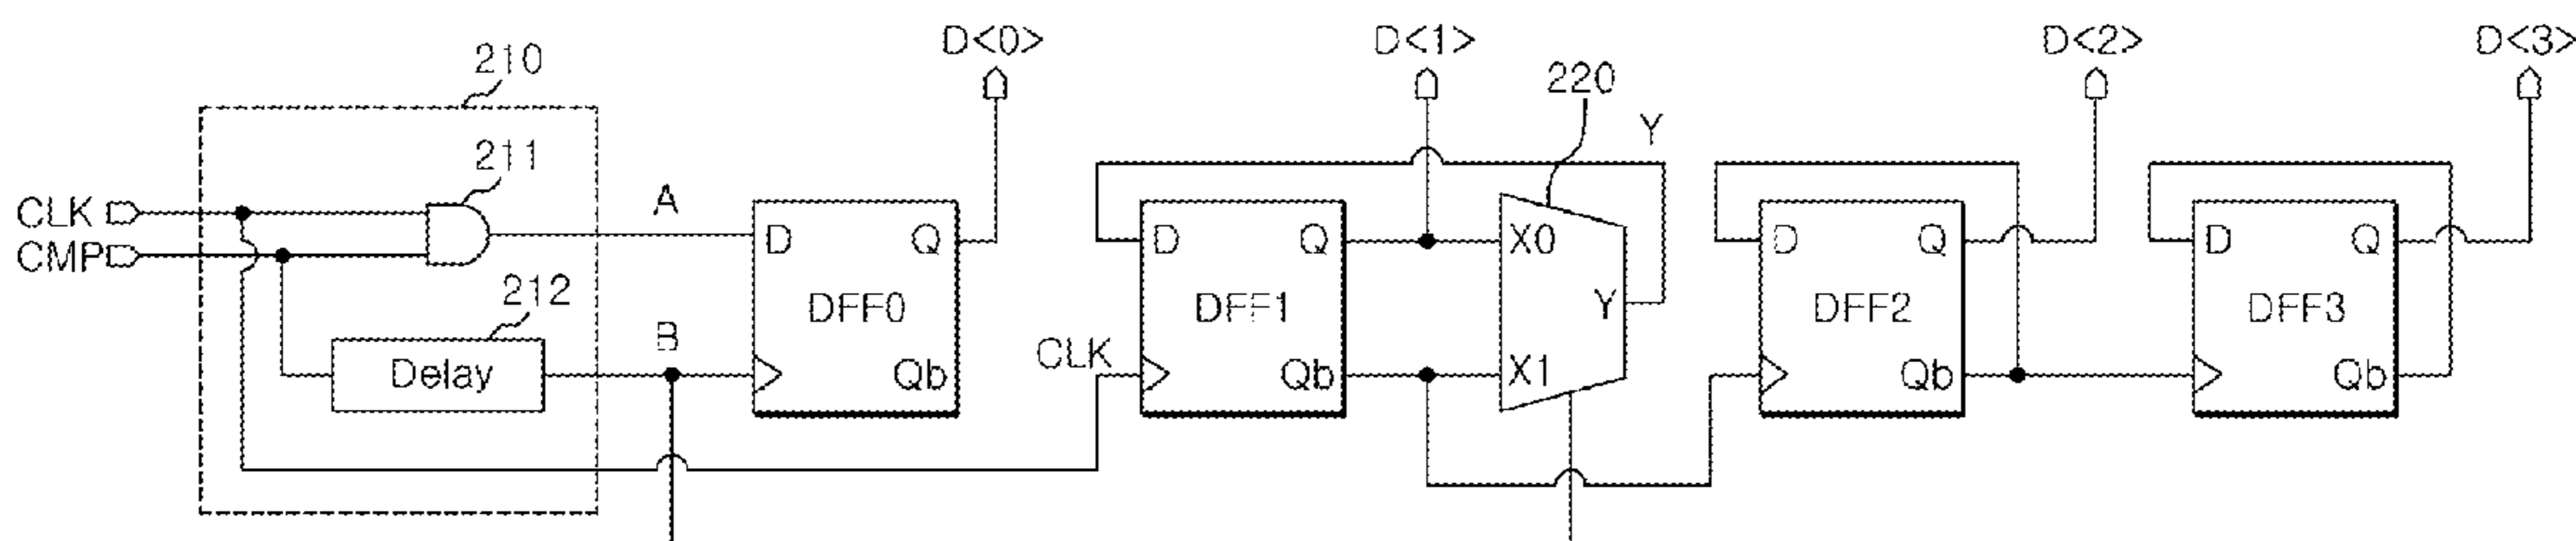 D<0>
D<1>
D<2>
D<3>
210
220
Y
211
A
CLK
CMP
D
Q
D
Q
X0
D
Q
D
Q
212
DFF0
DFF1
Y
DFF2
DFF3
B
CLK
Delay
Qb
Qb
X1
Qb
Qb